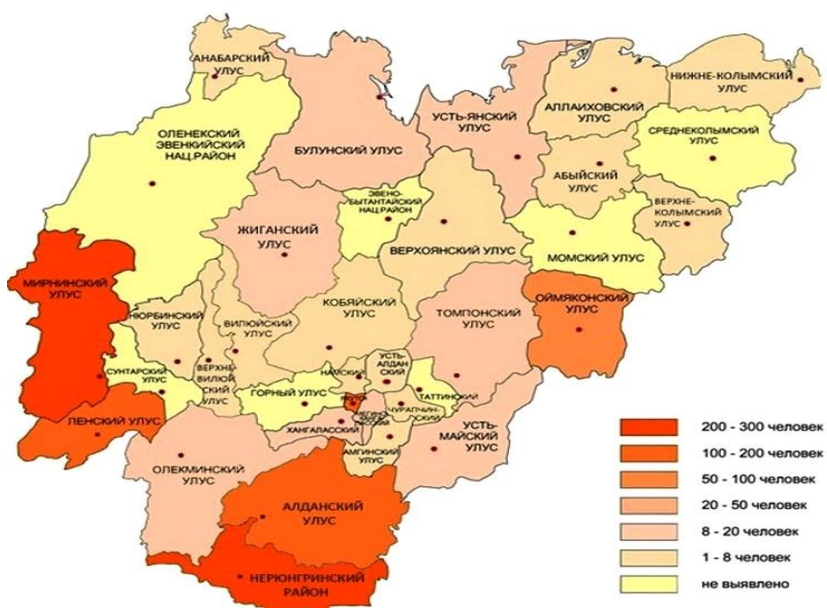 АНАБАРСКИЙ
УЛУС
ОЛЕНЕКСКИЙ
ЭВЕНКИЙСКИЙ
НАЦ.РАЙОН
БУЛУНСКИЙ УЛУС
УСТЬ-ЯНСКИЙ
УЛУС
АЛЛАИХОВСКИЙ
УЛУС
НИЖНЕ-КОЛЫМСКИЙ
УЛУС
СРЕДНЕКОЛЫМСКИЙ
УЛУС
АБЫЙСКИЙ
УЛУС
ВЕРХНЕ-
КОЛЫМСКИЙ
УЛУС
ЭВЕНО-
БЫТАНТАЙСКИЙ
НАЦ.РАЙОН
ЖИГАНСКИЙ
УЛУС
ВЕРХОЯНСКИЙ УЛУС
МОМСКИЙ УЛУС
МИРНИНСКИЙ
УЛУС
НЮРБИНСКИЙ
УЛУС
ВИЛЮЙСКИЙ
УЛУС
КОБЯЙСКИЙ
УЛУС
ТОМПОНСКИЙ
УЛУС
ОЙМЯКОНСКИЙ
УЛУС
СУНТАРСКИЙ
УЛУС
ВЕРХНЕ-
ВИЛЮЙ
СКИЙ
УЛУС
ГОРНЫЙ УЛУС
НАМСКИЙ
УСТЬ-
АЛДАН
СКИЙ
ТАТТИНСКИЙ
ЧУРАПЧИН-
СКИЙ
ЛЕНСКИЙ УЛУС
ХАНГАЛАССКИЙ
АМГИНСКИЙ
УЛУС
УСТЬ-
МАЙСКИЙ
УЛУС
ОЛЕКМИНСКИЙ
УЛУС
АЛДАНСКИЙ
УЛУС
НЕРЮНГРИНСКИЙ
РАЙОН
200 - 300 человек
100 - 200 человек
50 - 100 человек
20 - 50 человек
8 - 20 человек
1 - 8 человек
не выявлено